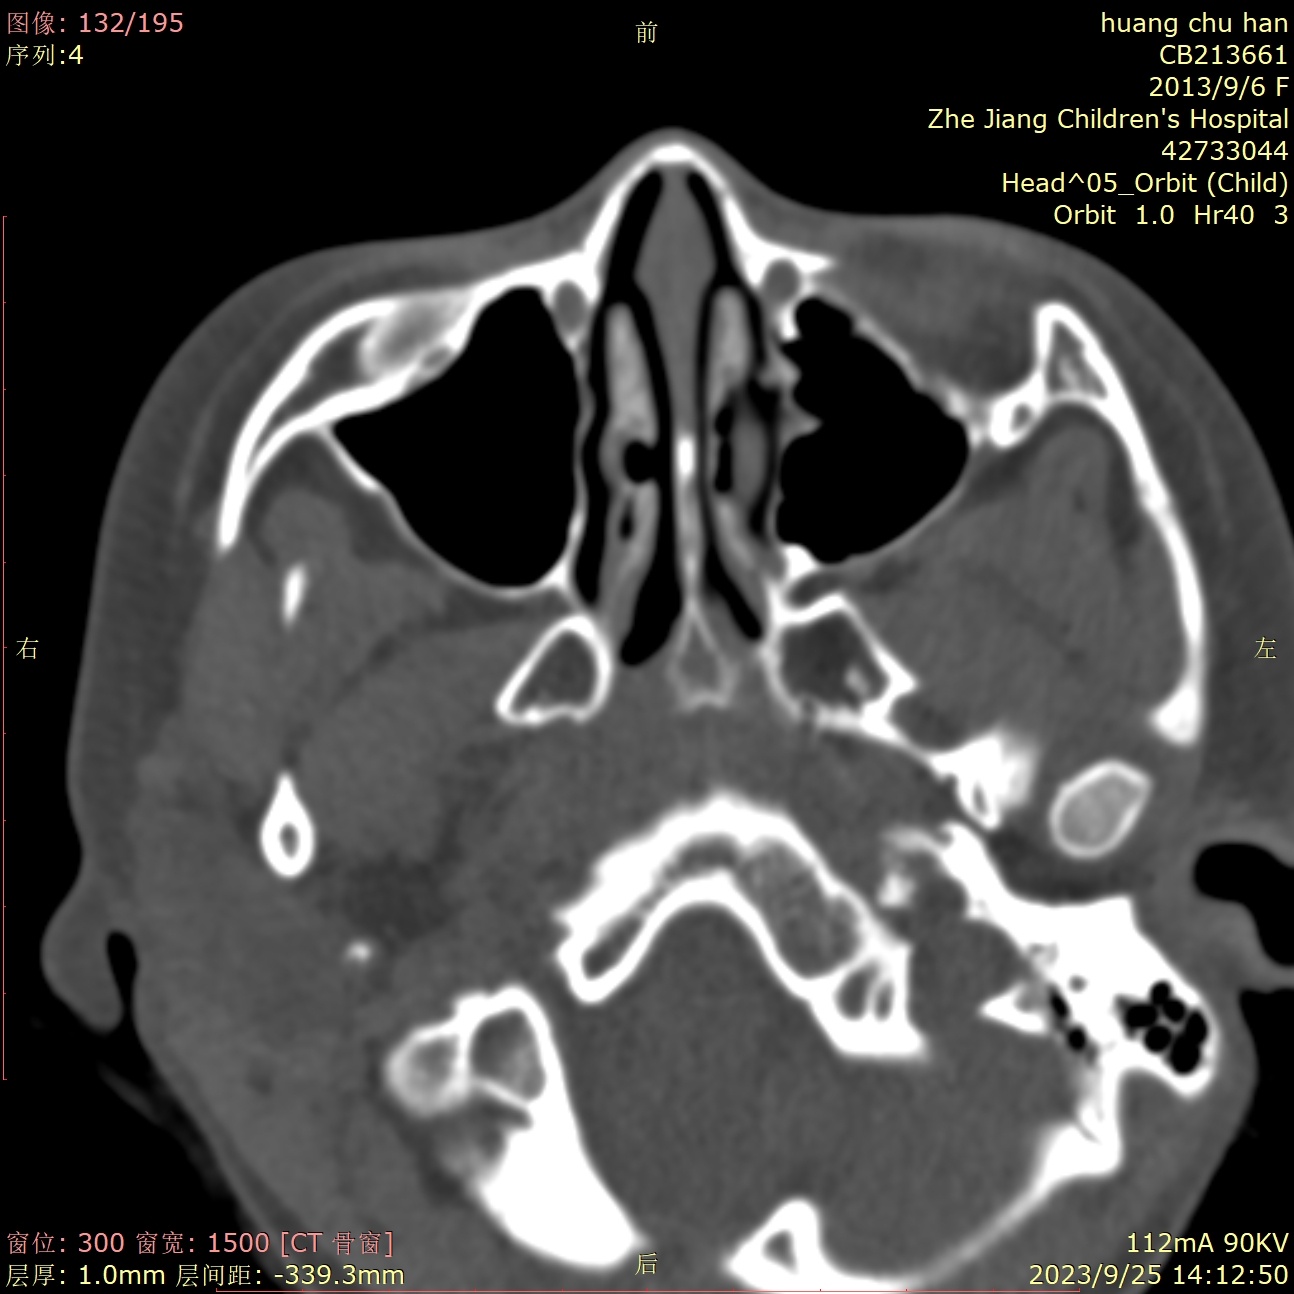 图像: 132/195
序列:4
前
huang chu han
CB213661
2013/9/6 F
Zhe Jiang Children's Hospital
42733044
Head^05_Orbit (Child)
Orbit 1.0 Hr40 3
右
左
窗位: 300 窗宽: 1500 [CT 骨窗]
层厚: 1.0mm 层间距: -339.3mm
后
112mA 90KV
2023/9/25 14:12:50